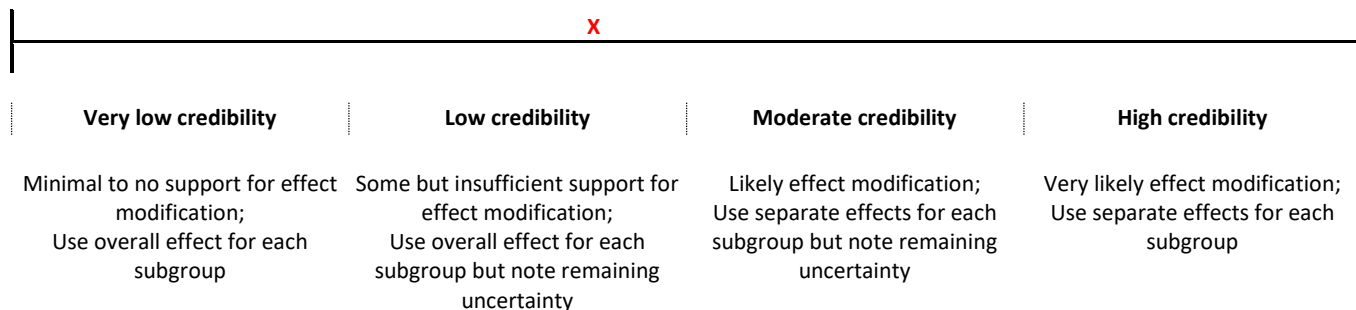 X
Very low credibility
Low credibility
Moderate credibility
High credibility
Minimal to no support for effect
modification;
Use overall effect for each
subgroup
Some but insufficient support for
effect modification;
Use overall effect for each
subgroup but note remaining
uncertainty
Likely effect modification;
Use separate effects for each
subgroup but note remaining
uncertainty
Very likely effect modification;
Use separate effects for each
subgroup